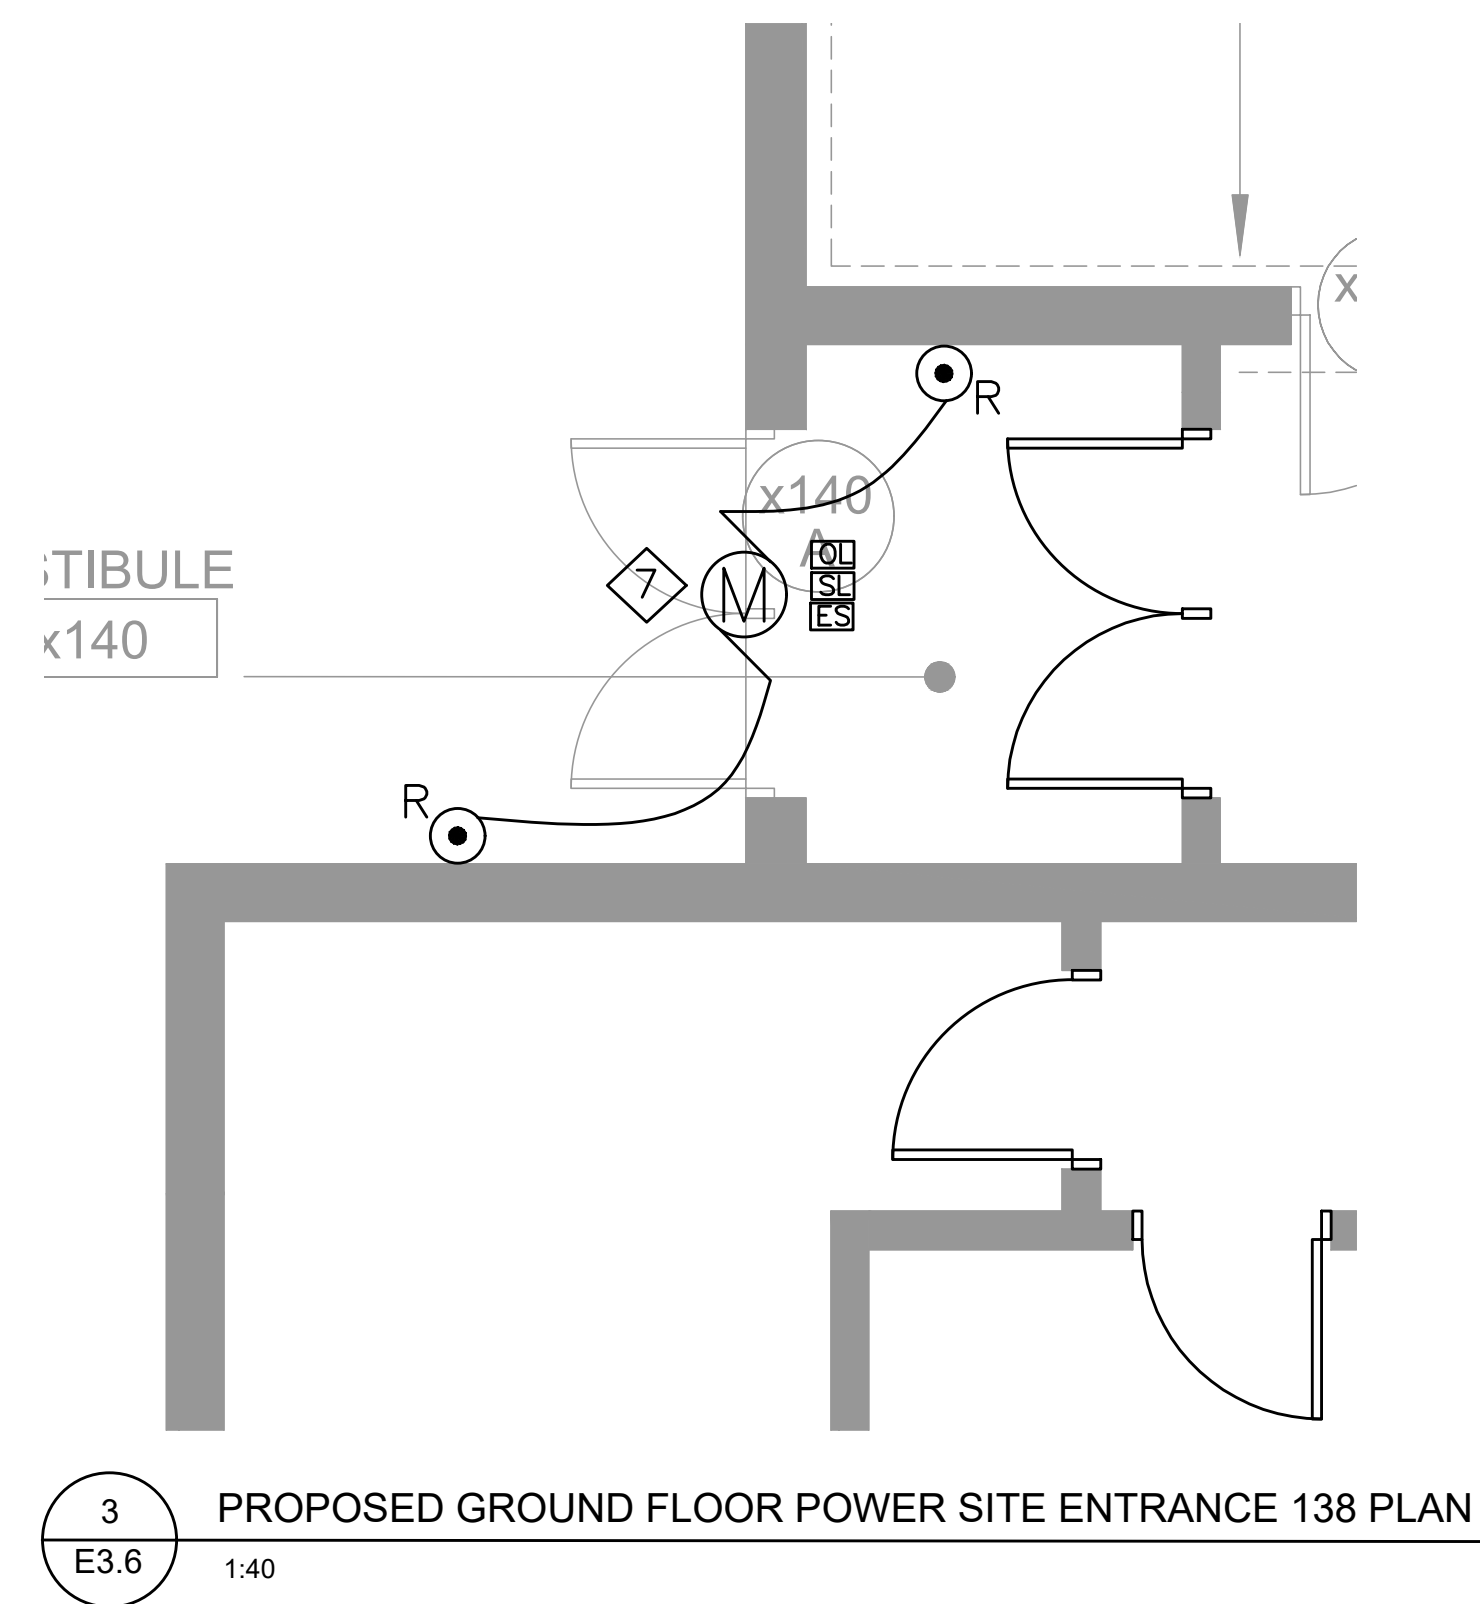 x
R
x140
A
OL
SL
ES
7
M
STIBULE
x140
R
3
E3.6
PROPOSED GROUND FLOOR POWER SITE ENTRANCE 138 PLAN
1:40